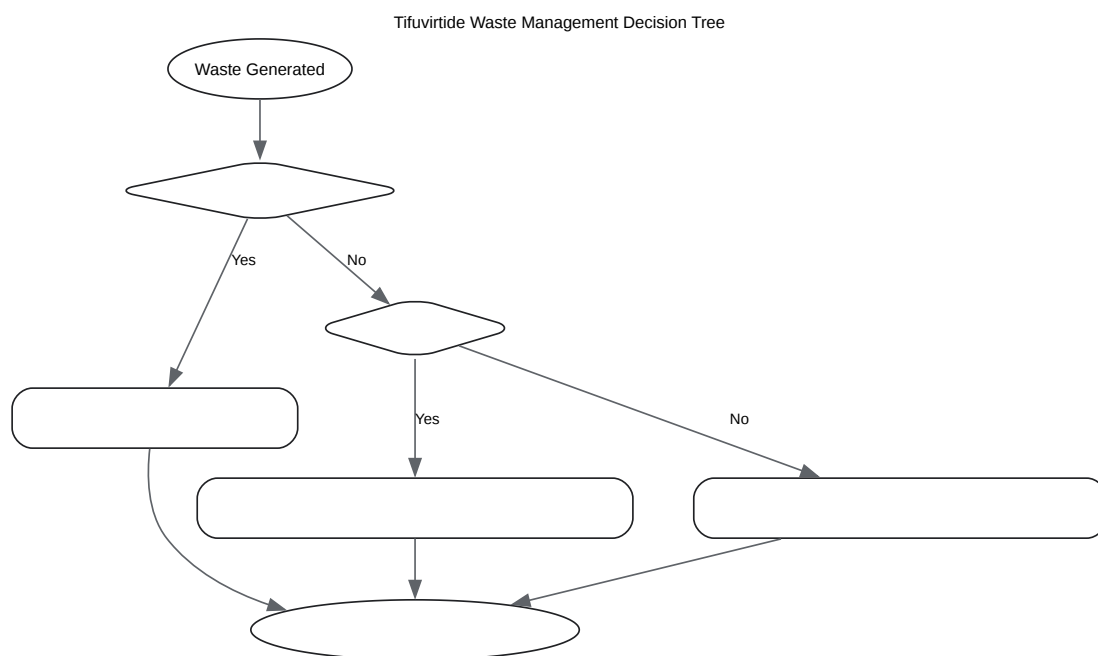 Tifuvirtide Waste Management Decision Tree
Waste Generated
Yes
No
Yes
No